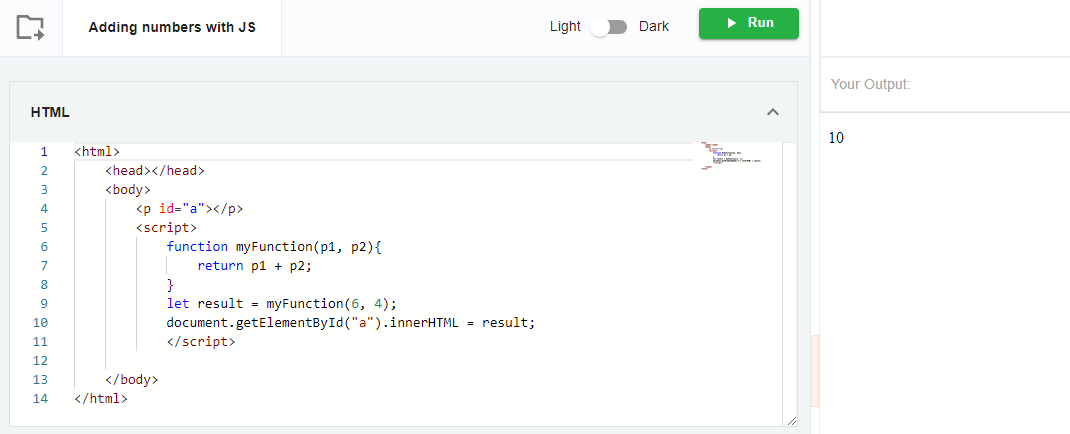 Adding numbers with JS
Light Dark
Run
HTML
1 <html>
2 <head></head>
3 <body>
4 <p id="a"></p>
5 <script>
6 function myFunction(p1, p2){
7 return p1 + p2;
8 }
9 let result = myFunction(6, 4);
10 document.getElementById("a").innerHTML = result;
11 </script>
12
13 </body>
14 </html>
Your Output:
10